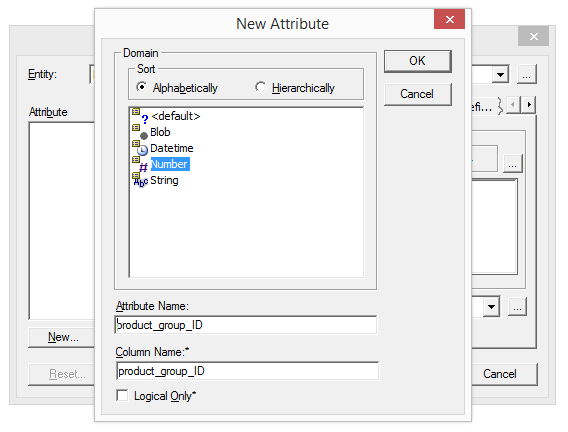 New Attribute
Domain
Sort
Alphabetically
Hierarchically
<default>
Blob
Datetime
Number
String
OK
Cancel
Attribute Name:
product_group_ID
Column Name:*
product_group_ID
Logical Only*
Entity:
...
Attribute
efi...
...
...
New...
Reset...
Cancel